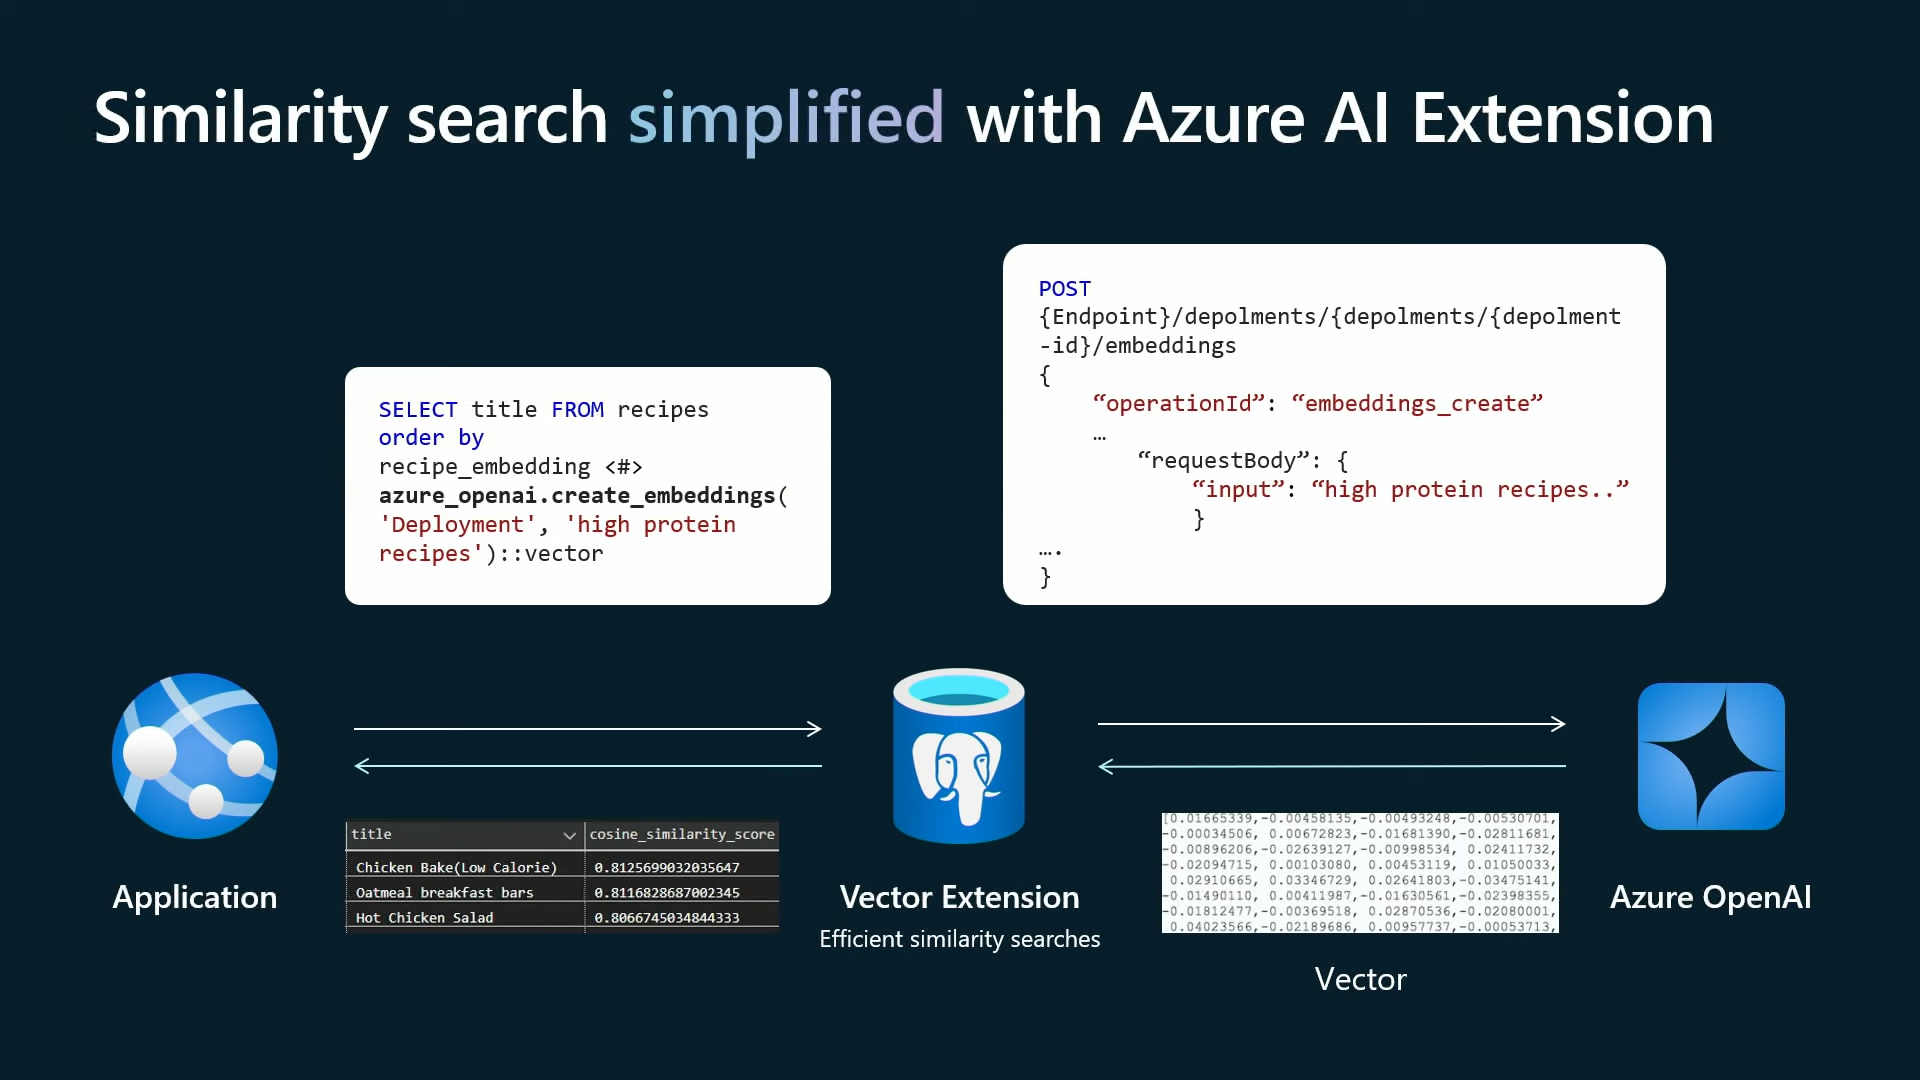 Similarity search simplified with Azure AI Extension
SELECT title FROM recipes
order by
recipe_embedding <#>
azure_openai.create_embeddings(
'Deployment', 'high protein
recipes')::vector
POST
{Endpoint}/depolments/{depolments/{depolment
-id}/embeddings
{
“operationId”: “embeddings_create”
…
“requestBody”: {
“input”: “high protein recipes..”
}
….
}
title cosine_similarity_score
Chicken Bake(Low Calorie) 0.8125699032035647
Oatmeal breakfast bars 0.8116828687002345
Hot Chicken Salad 0.8066745034844333
[0.01665339,-0.00458135,-0.00493248,-0.00530701,
-0.00034506, 0.00672823,-0.01681390,-0.02811681,
-0.00896206,-0.02639127,-0.00998534, 0.02411732,
-0.02094715, 0.00103080, 0.00453119, 0.01050033,
0.02910665, 0.03346729, 0.02641803,-0.03475141,
-0.01490110, 0.00411987,-0.01630561,-0.02398355,
-0.01812477,-0.00369518, 0.02870536,-0.02080001,
0.04023566,-0.02189686, 0.00957737,-0.00053713,
Application
Vector Extension
Efficient similarity searches
Vector
Azure OpenAI